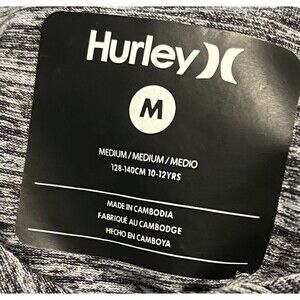 Hurley
M
MEDIUM/MEDIUM/MEDIO
128-140CM 10-12YRS
MADE IN CAMBODIA
FABRIQUÉ AU CAMBODGE
HECHO EN CAMBOYA